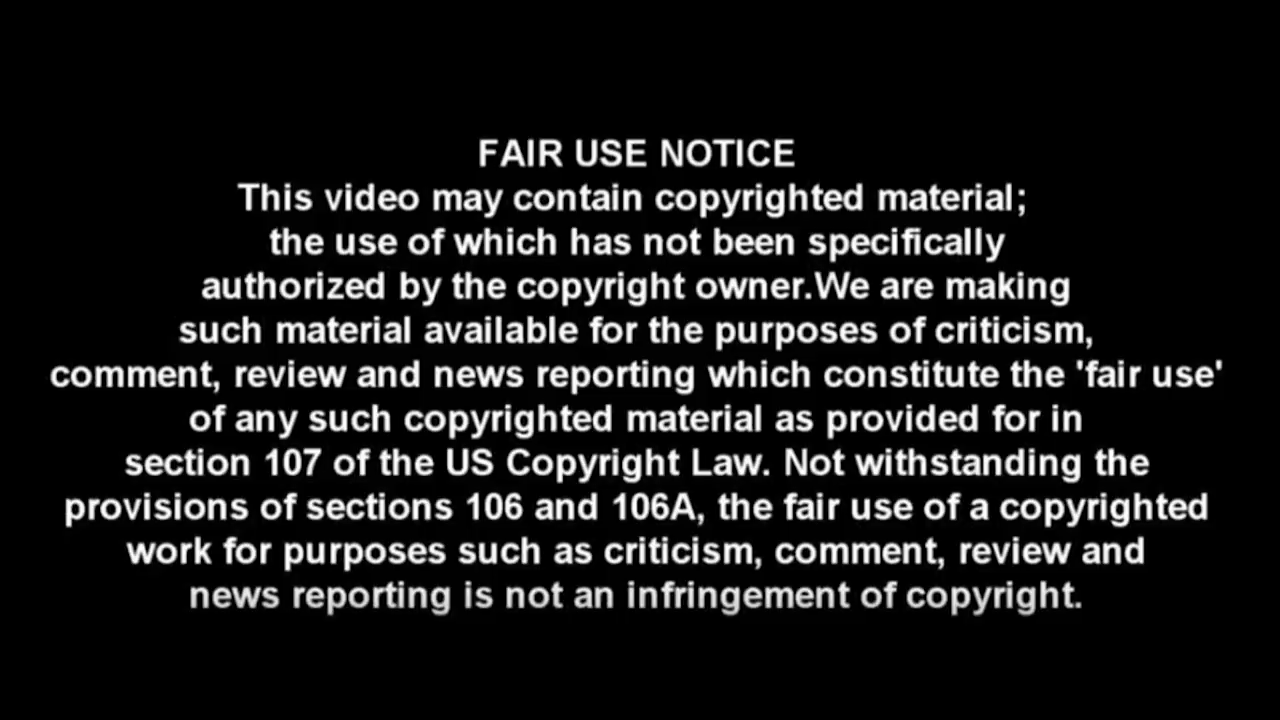 FAIR USE NOTICE
This video may contain copyrighted material;
the use of which has not been specifically
authorized by the copyright owner.We are making
such material available for the purposes of criticism,
comment, review and news reporting which constitute the 'fair use'
of any such copyrighted material as provided for in
section 107 of the US Copyright Law. Not withstanding the
provisions of sections 106 and 106A, the fair use of a copyrighted
work for purposes such as criticism, comment, review and
news reporting is not an infringement of copyright.